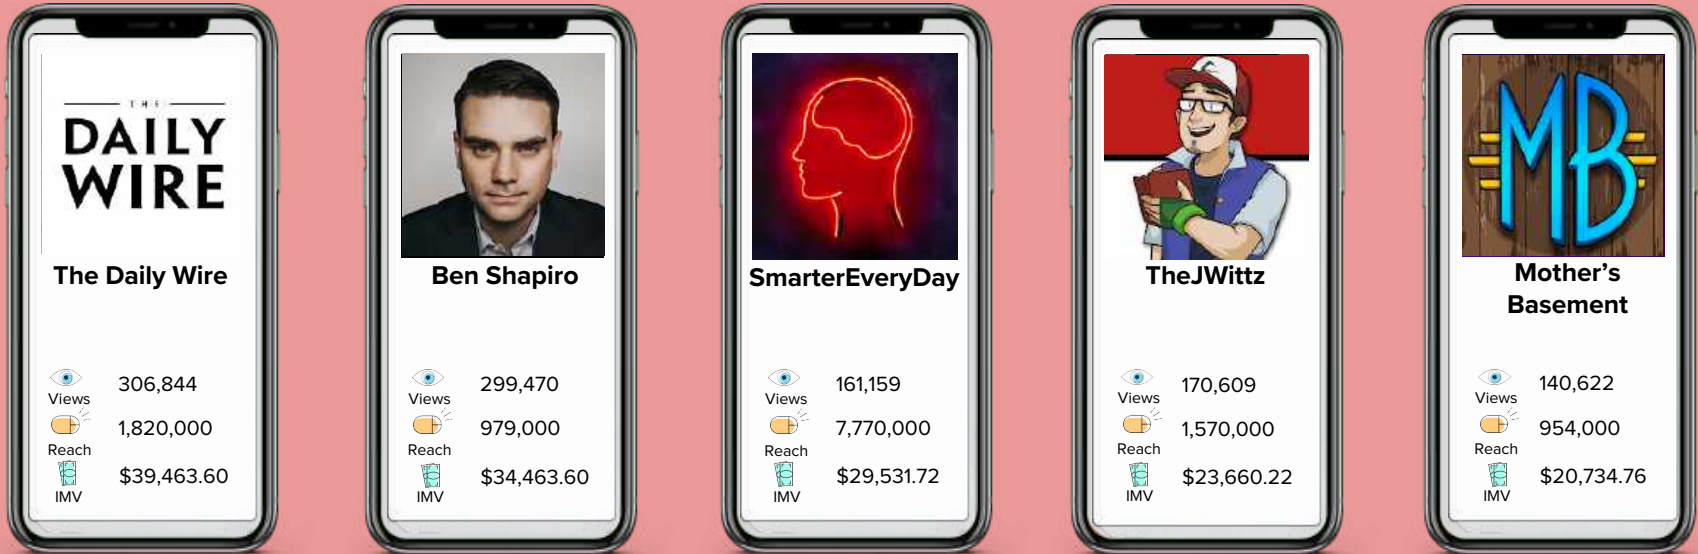 THE
DAILY
WIRE
The Daily Wire
Views 306,844
Reach 1,820,000
IMV $39,463.60
Ben Shapiro
Views 299,470
Reach 979,000
IMV $34,463.60
SmarterEveryDay
Views 161,159
Reach 7,770,000
IMV $29,531.72
TheJWittz
Views 170,609
Reach 1,570,000
IMV $23,660.22
MB
Mother’s
Basement
Views 140,622
Reach 954,000
IMV $20,734.76